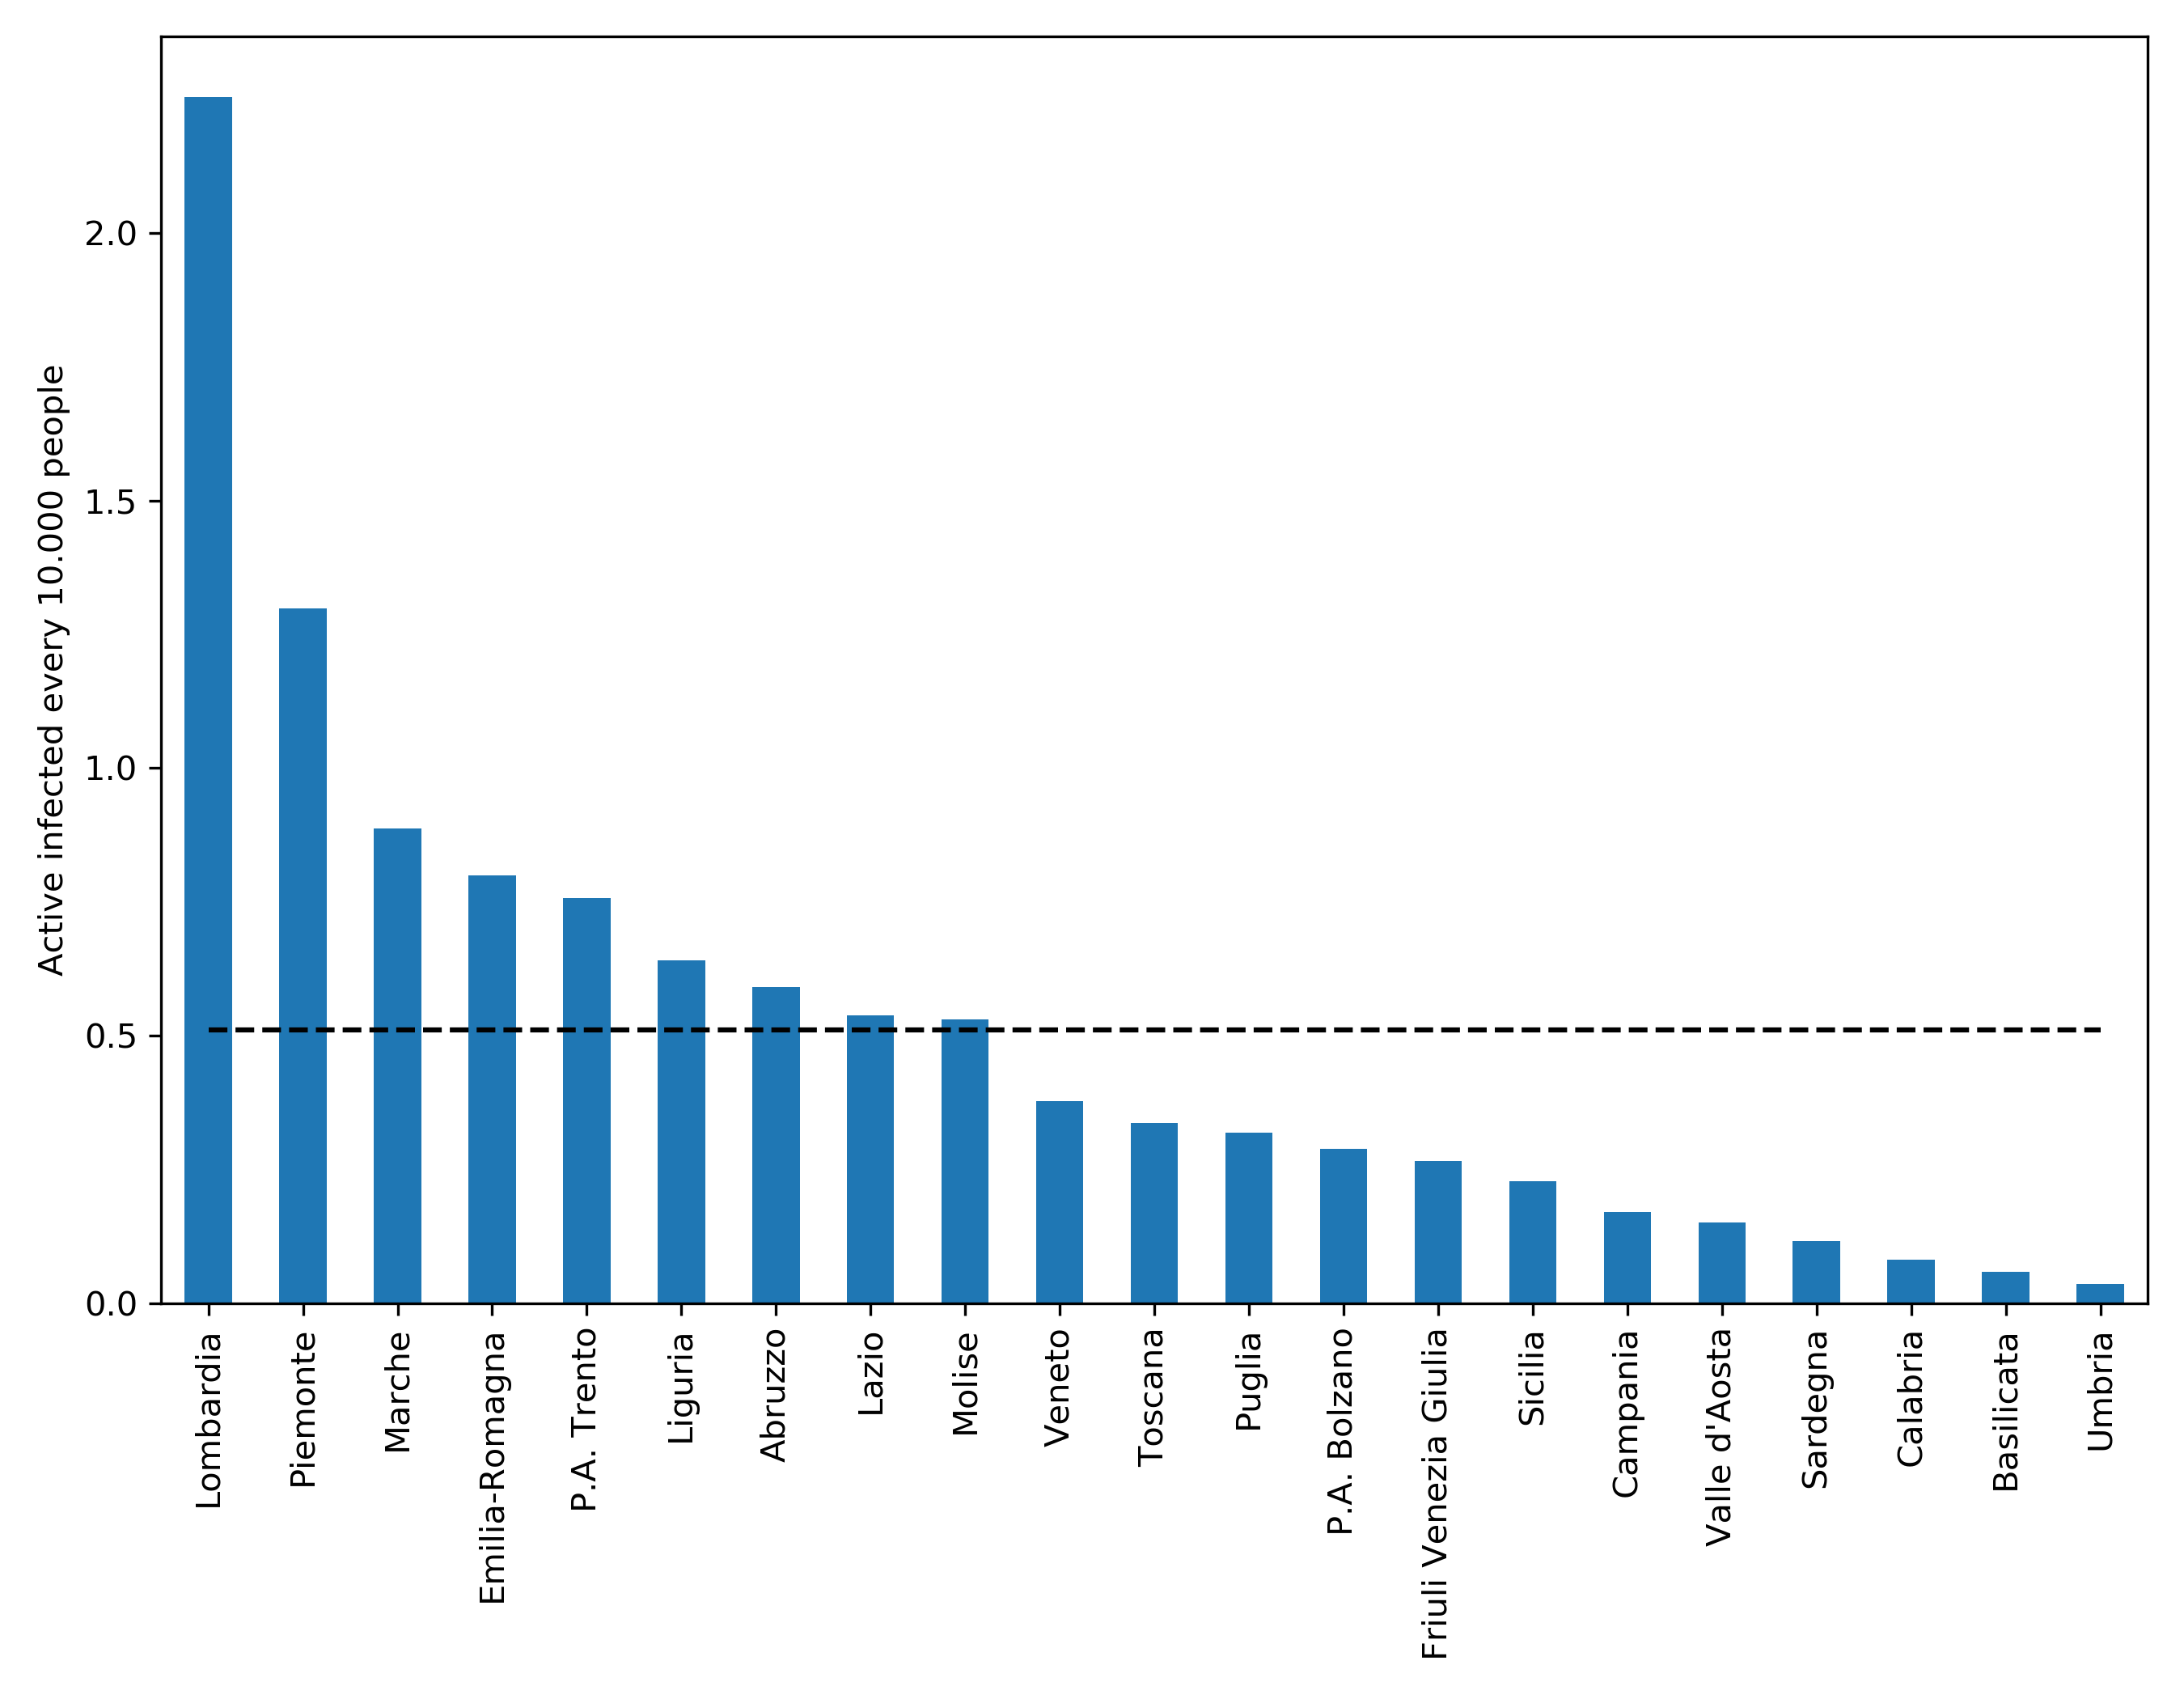 Active infected every 10.000 people
2.0
1.5
1.0
0.5
0.0
Lombardia
Piemonte
Marche
Emilia-Romagna
P.A. Trento
Liguria
Abruzzo
Lazio
Molise
Veneto
Toscana
Puglia
P.A. Bolzano
Friuli Venezia Giulia
Sicilia
Campania
Valle d'Aosta
Sardegna
Calabria
Basilicata
Umbria